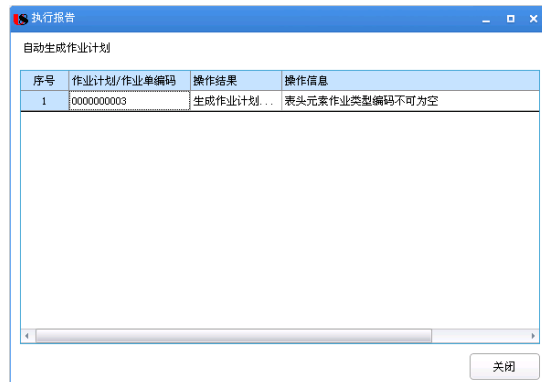 执行报告
自动生成作业计划
序号 作业计划/作业单编码 操作结果 操作信息
1 0000000003 生成作业计划... 表头元素作业类型编码不可为空
关闭